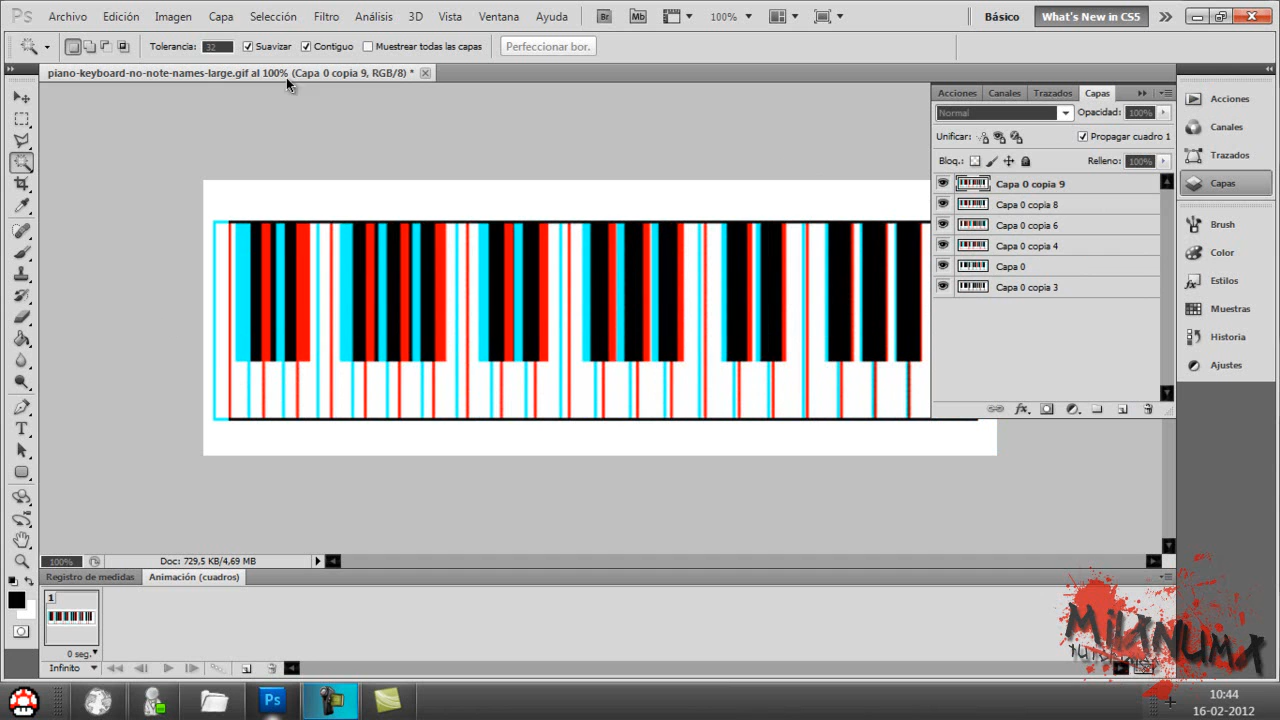 Ps Archivo Edición Imagen Capa Selección Filtro Análisis 3D Vista Ventana Ayuda Br Mb 100% Básico What's New in CS5
Tolerancia: 32 Suavizar Contiguo Muestrear todas las capas Perfeccionar bor.
piano-keyboard-no-note-names-large.gif al 100% (Capa 0 copia 9, RGB/8) *
Acciones Canales Trazados Capas
Normal Opacidad: 100%
Unificar: Propagar cuadro 1
Bloq.: Relleno: 100%
Capa 0 copia 9
Capa 0 copia 8
Capa 0 copia 6
Capa 0 copia 4
Capa 0
Capa 0 copia 3
Acciones
Canales
Trazados
Capas
Brush
Color
Estilos
Muestras
Historia
Ajustes
100% Doc: 729,5 KB/4,69 MB
Registro de medidas Animación (cuadros)
1
0 seg.
Infinito
MILANUMA
Ps
10:44
16-02-2012